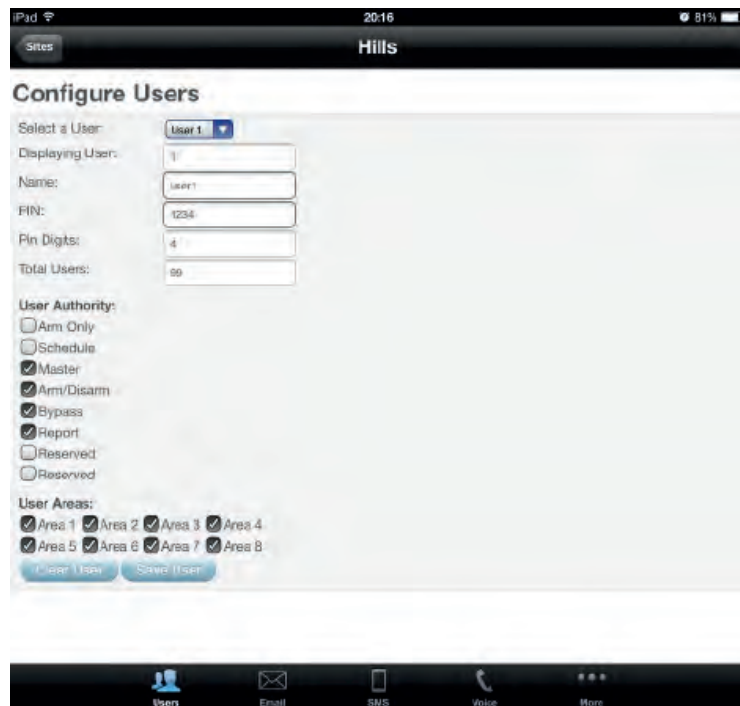 iPad 20:16 81%
Sites Hills
Configure Users
Select a User: User 1
Displaying User: 1
Name: user1
PIN: 1234
Pin Digits: 4
Total Users: 99
User Authority:
Arm Only
Schedule
Master
Arm/Disarm
Bypass
Report
Reserved
Reserved
User Areas:
Area 1 Area 2 Area 3 Area 4
Area 5 Area 6 Area 7 Area 8
Clear User Save User
Users Email SNS Voice More